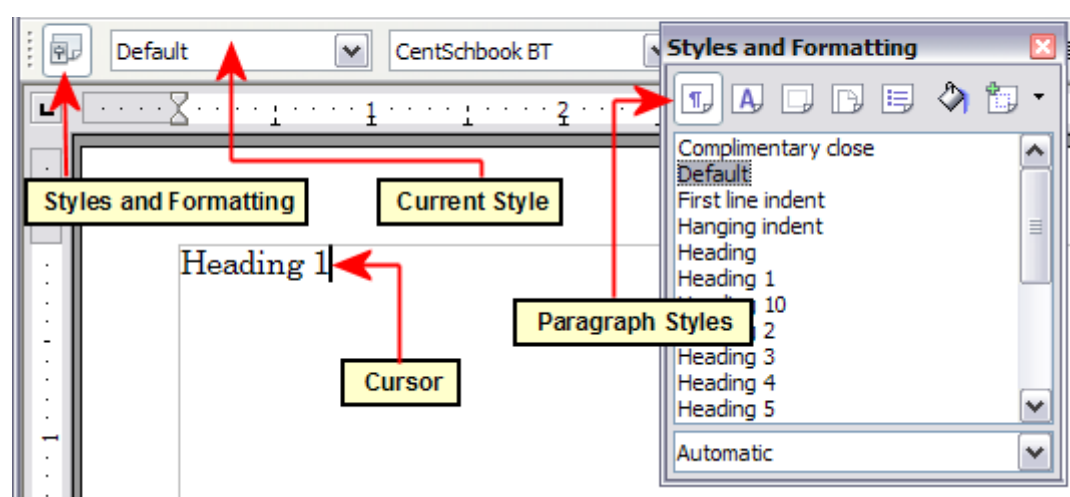 Default
CentSchbook BT
Styles and Formatting
1
2
Complimentary close
Default
First line indent
Hanging indent
Heading
Heading 1
10
2
Heading 3
Heading 4
Heading 5
Automatic
Styles and Formatting
Current Style
Heading 1
Paragraph Styles
Cursor
1